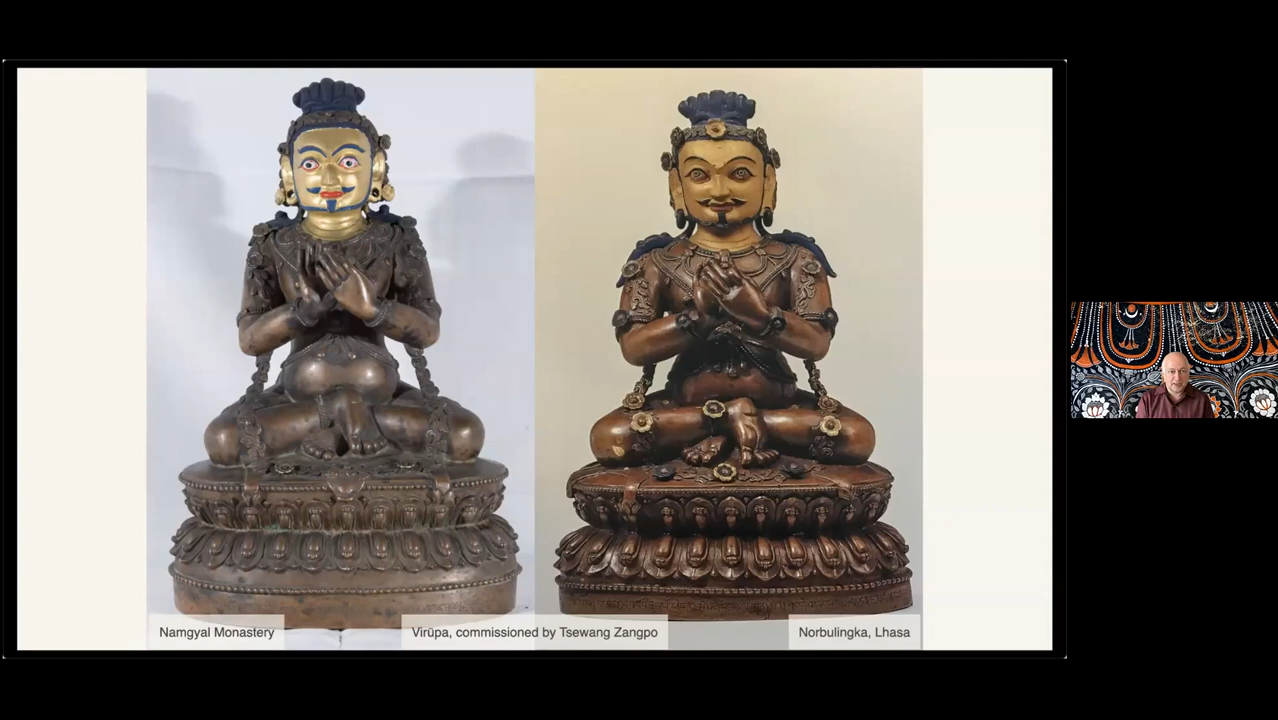 Namgyal Monastery
Virūpa, commissioned by Tsewang Zangpo
Norbulingka, Lhasa